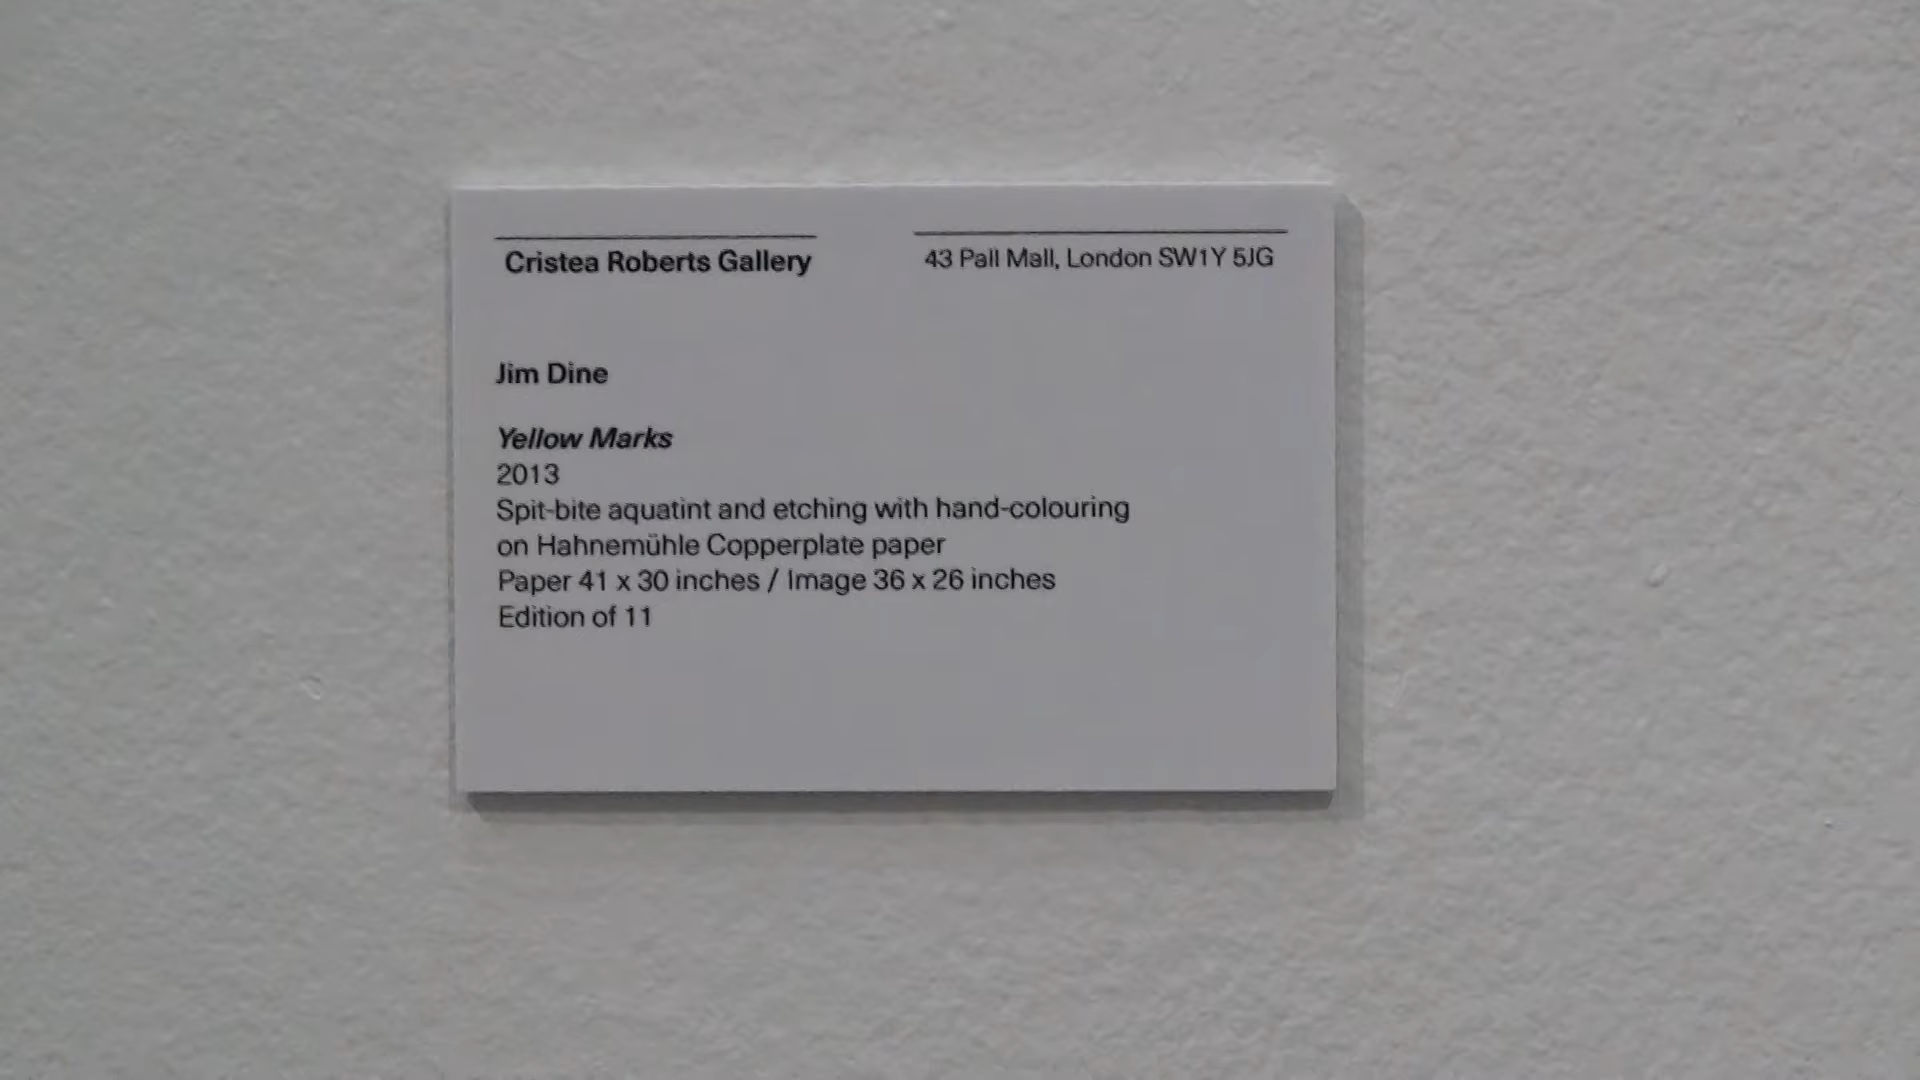 Cristea Roberts Gallery
43 Pall Mall, London SW1Y 5JG
Jim Dine
Yellow Marks
2013
Spit-bite aquatint and etching with hand-colouring
on Hahnemühle Copperplate paper
Paper 41 x 30 inches / Image 36 x 26 inches
Edition of 11